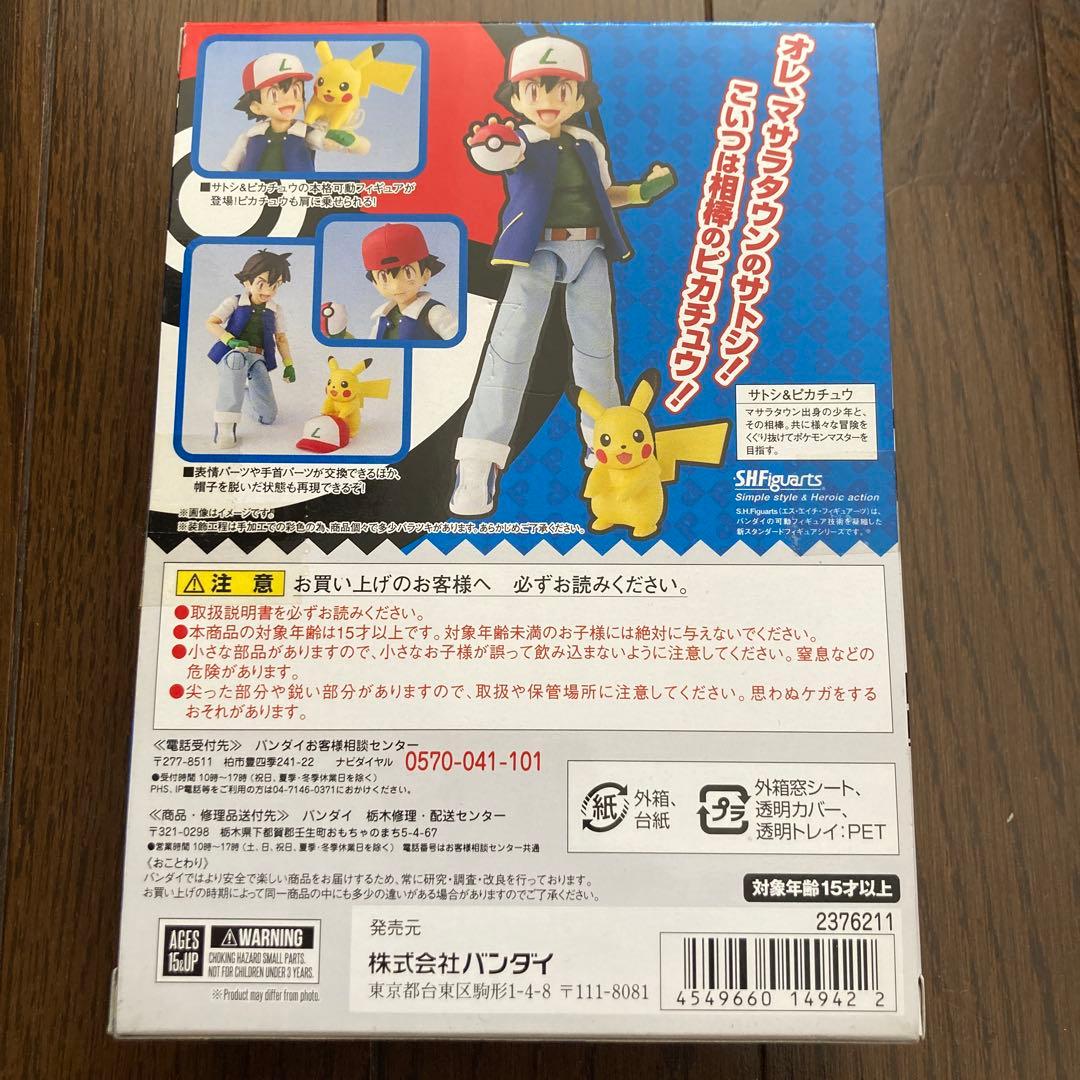 オレ、マサラタウンのサトシ!
こいつは相棒のピカチュウ!
■サトシ&ピカチュウの本格可動フィギュアが
登場!ピカチュウも肩に乗せられる!
■表情パーツや手首パーツが交換できるほか、
帽子を脱いだ状態も再現できるぞ!
※画像はイメージです。
※装飾工程は手加工での彩色の為、商品個々で多少バラツキがあります。あらかじめご了承ください。
サトシ&ピカチュウ
マサラタウン出身の少年と、
その相棒。共に様々な冒険を
くぐり抜けてポケモンマスターを
目指す。
S.H.Figuarts
Simple style & Heroic action
S.H.Figuarts(エス・エイチ・フィギュアーツ)は、
バンダイの可動フィギュア技術を凝縮した
新スタンダードフィギュアシリーズです。
注 意 お買い上げのお客様へ 必ずお読みください。
●取扱説明書を必ずお読みください。
●本商品の対象年齢は15才以上です。対象年齢未満のお子様には絶対に与えないでください。
●小さな部品がありますので、小さなお子様が誤って飲み込まないように注意してください。窒息などの
危険があります。
●尖った部分や鋭い部分がありますので、取扱や保管場所に注意してください。思わぬケガをする
おそれがあります。
≪電話受付先≫ バンダイお客様相談センター
〒277-8511 柏市豊四季241-22 ナビダイヤル 0570-041-101
●受付時間 10時〜17時(祝日、夏季・冬季休業日を除く)
PHS、IP電話等をご利用の方は04-7146-0371におかけください。
≪商品・修理品送付先≫ バンダイ 栃木修理・配送センター
〒321-0298 栃木県下都賀郡壬生町おもちゃのまち5-4-67
●営業時間 10時〜17時(土、日、祝日、夏季・冬季休業日を除く) 電話番号はお客様相談センター共通
《おことわり》
バンダイではより安全で楽しい商品をお届けするため、常に研究・調査・改良を行っております。
お買い上げの時期によって同一商品の中にも多少の違いがある場合がありますのでご了承ください。
紙
外箱、
台紙
プラ
外箱窓シート、
透明カバー、
透明トレイ:PET
対象年齢15才以上
AGES
15&UP
WARNING
CHOKING HAZARD SMALL PARTS.
NOT FOR CHILDREN UNDER 3 YEARS.
※Product may differ from photo.
発売元
株式会社バンダイ
東京都台東区駒形1-4-8 〒111-8081
2376211
4549660 14942 2